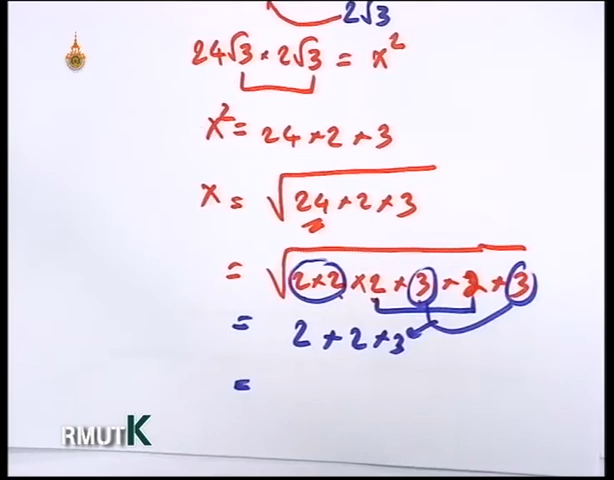 2√3
24√3 × 2√3 = x²
x² = 24 × 2 × 3
x = √24 × 2 × 3
= √2×2 × 2 × 3 × 2 × 3
= 2 × 2 × 3
=
RMUTK